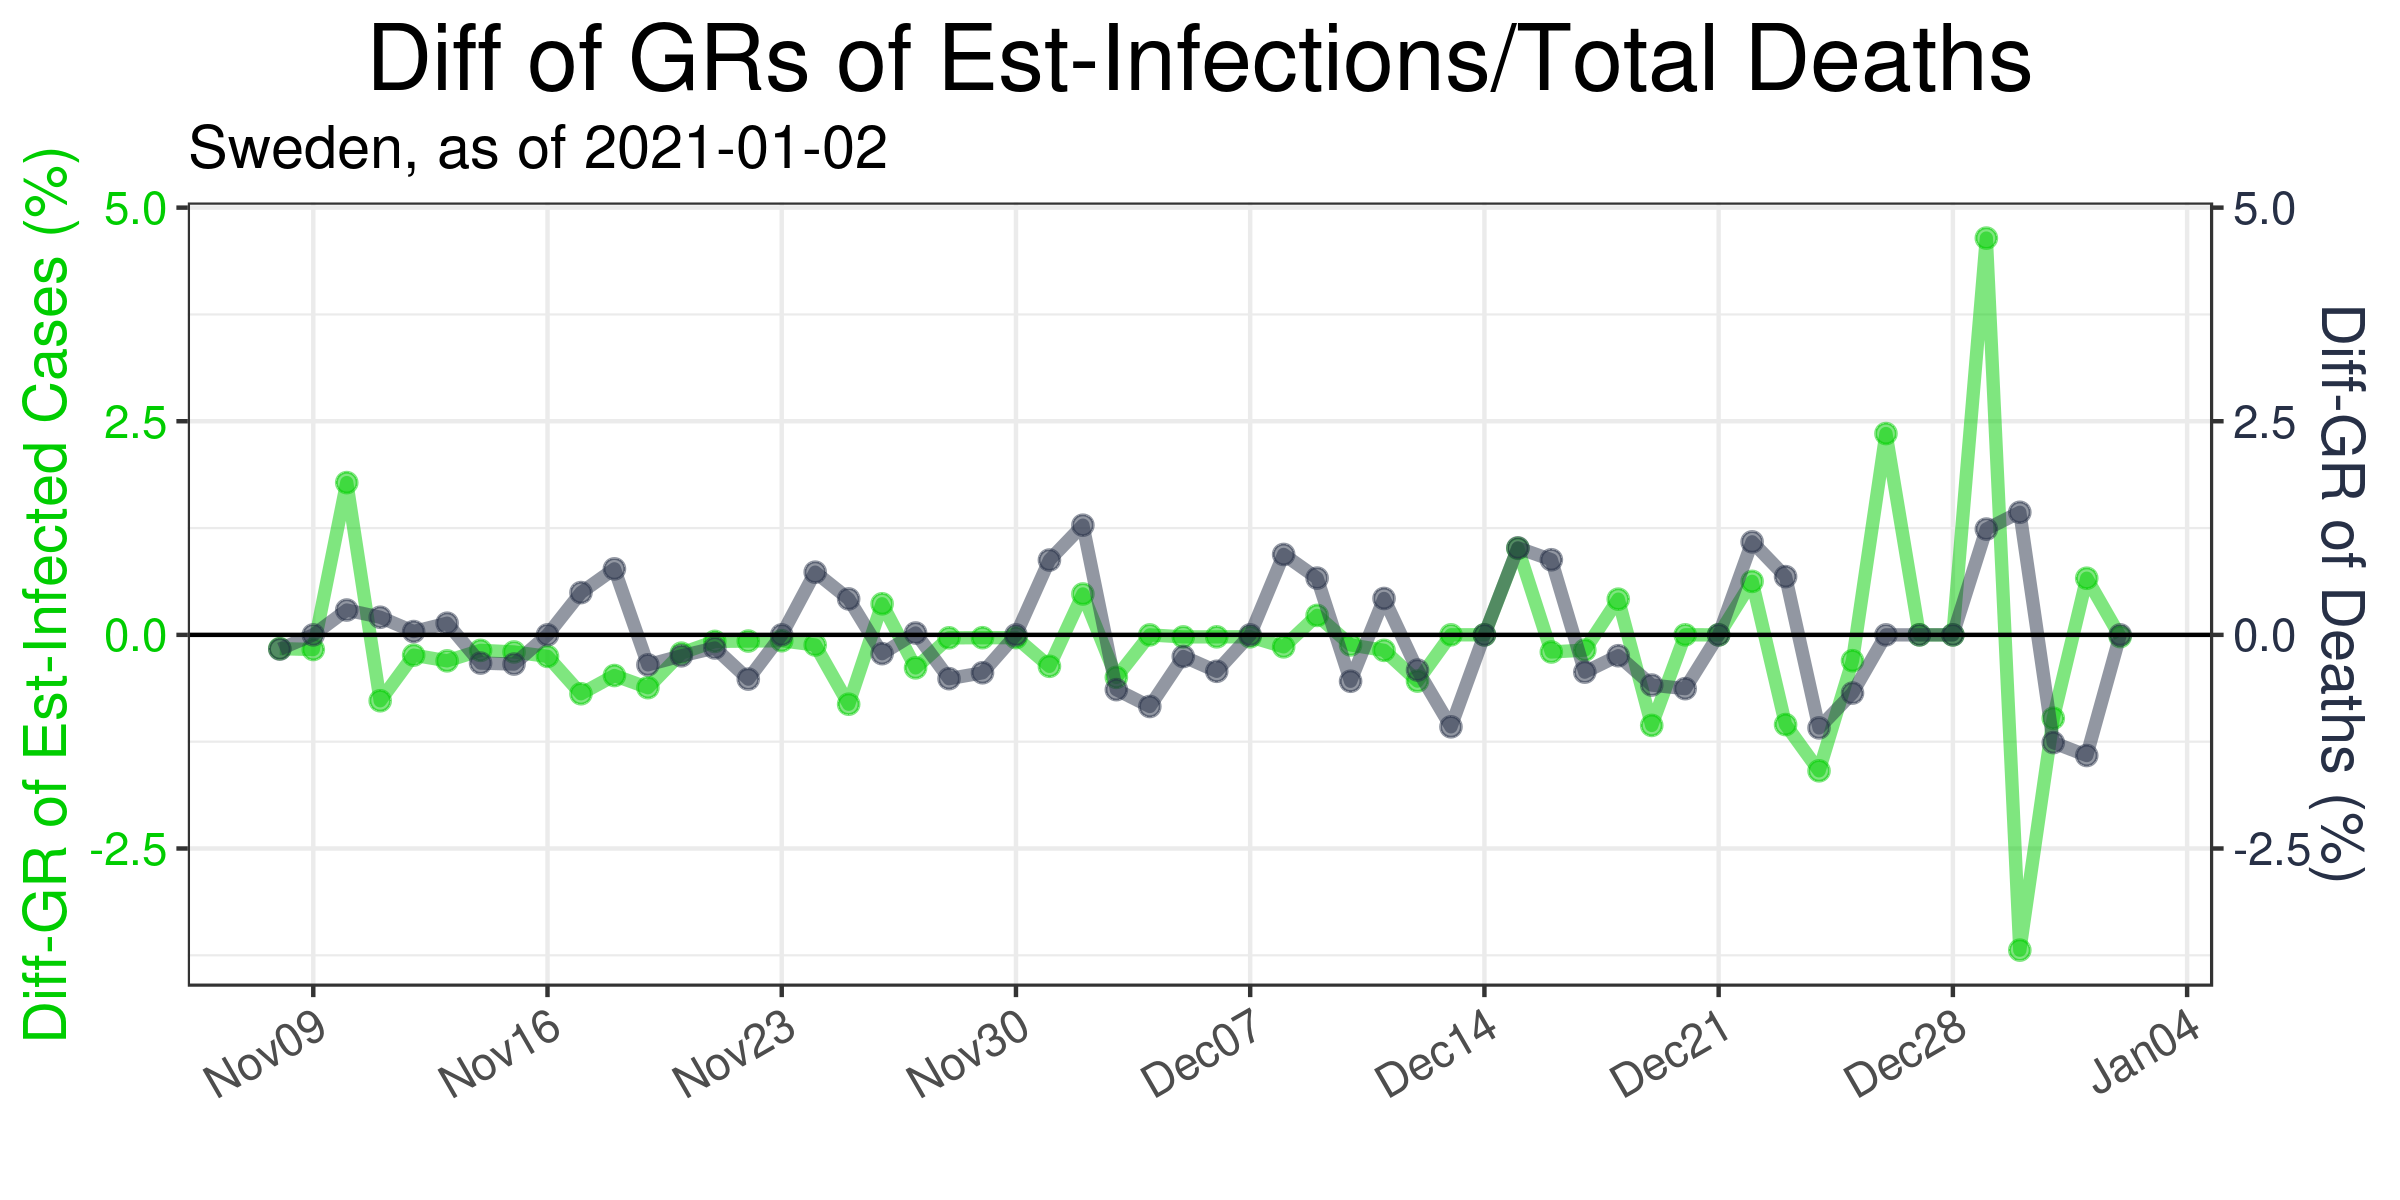 Diff of GRs of Est-Infections/Total Deaths
Sweden, as of 2021-01-02
Diff-GR of Est-Infected Cases (%)
5.0
2.5
0.0
-2.5
5.0
2.5
0.0
-2.5
Diff-GR of Deaths (%)
Nov09
Nov16
Nov23
Nov30
Dec07
Dec14
Dec21
Dec28
Jan04